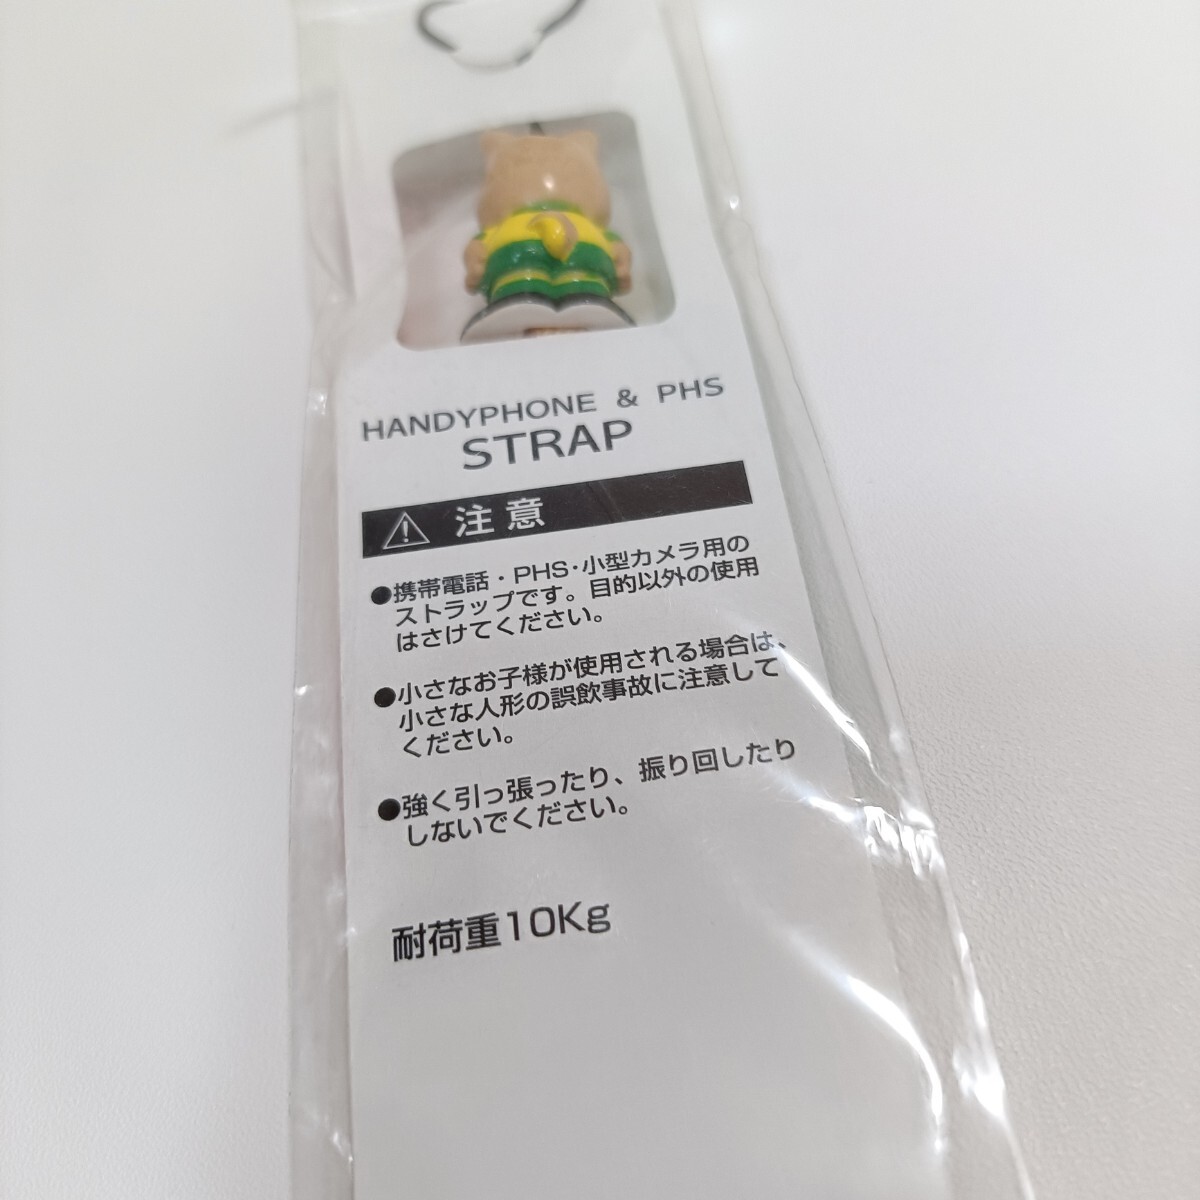 HANDYPHONE & PHS
STRAP
注意
●携帯電話・PHS・小型カメラ用の
ストラップです。目的以外の使用
はさけてください。
●小さなお子様が使用される場合は、
小さな人形の誤飲事故に注意して
ください。
●強く引っ張ったり、振り回したり
しないでください。
耐荷重10Kg